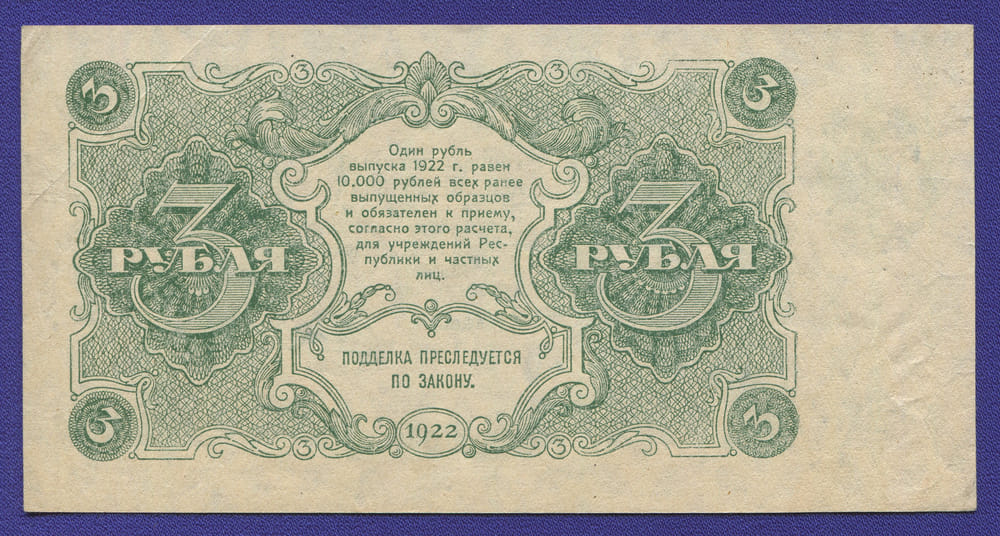 3 3 3 3
Один рубль
выпуска 1922 г. равен
10.000 рублей всех ранее
выпущенных образцов
и обязателен к приему,
согласно этого расчета,
для учреждений Рес-
публики и частных
лиц.
3 3
РУБЛЯ РУБЛЯ
ПОДДЕЛКА ПРЕСЛЕДУЕТСЯ
ПО ЗАКОНУ.
3 3 1922 3 3